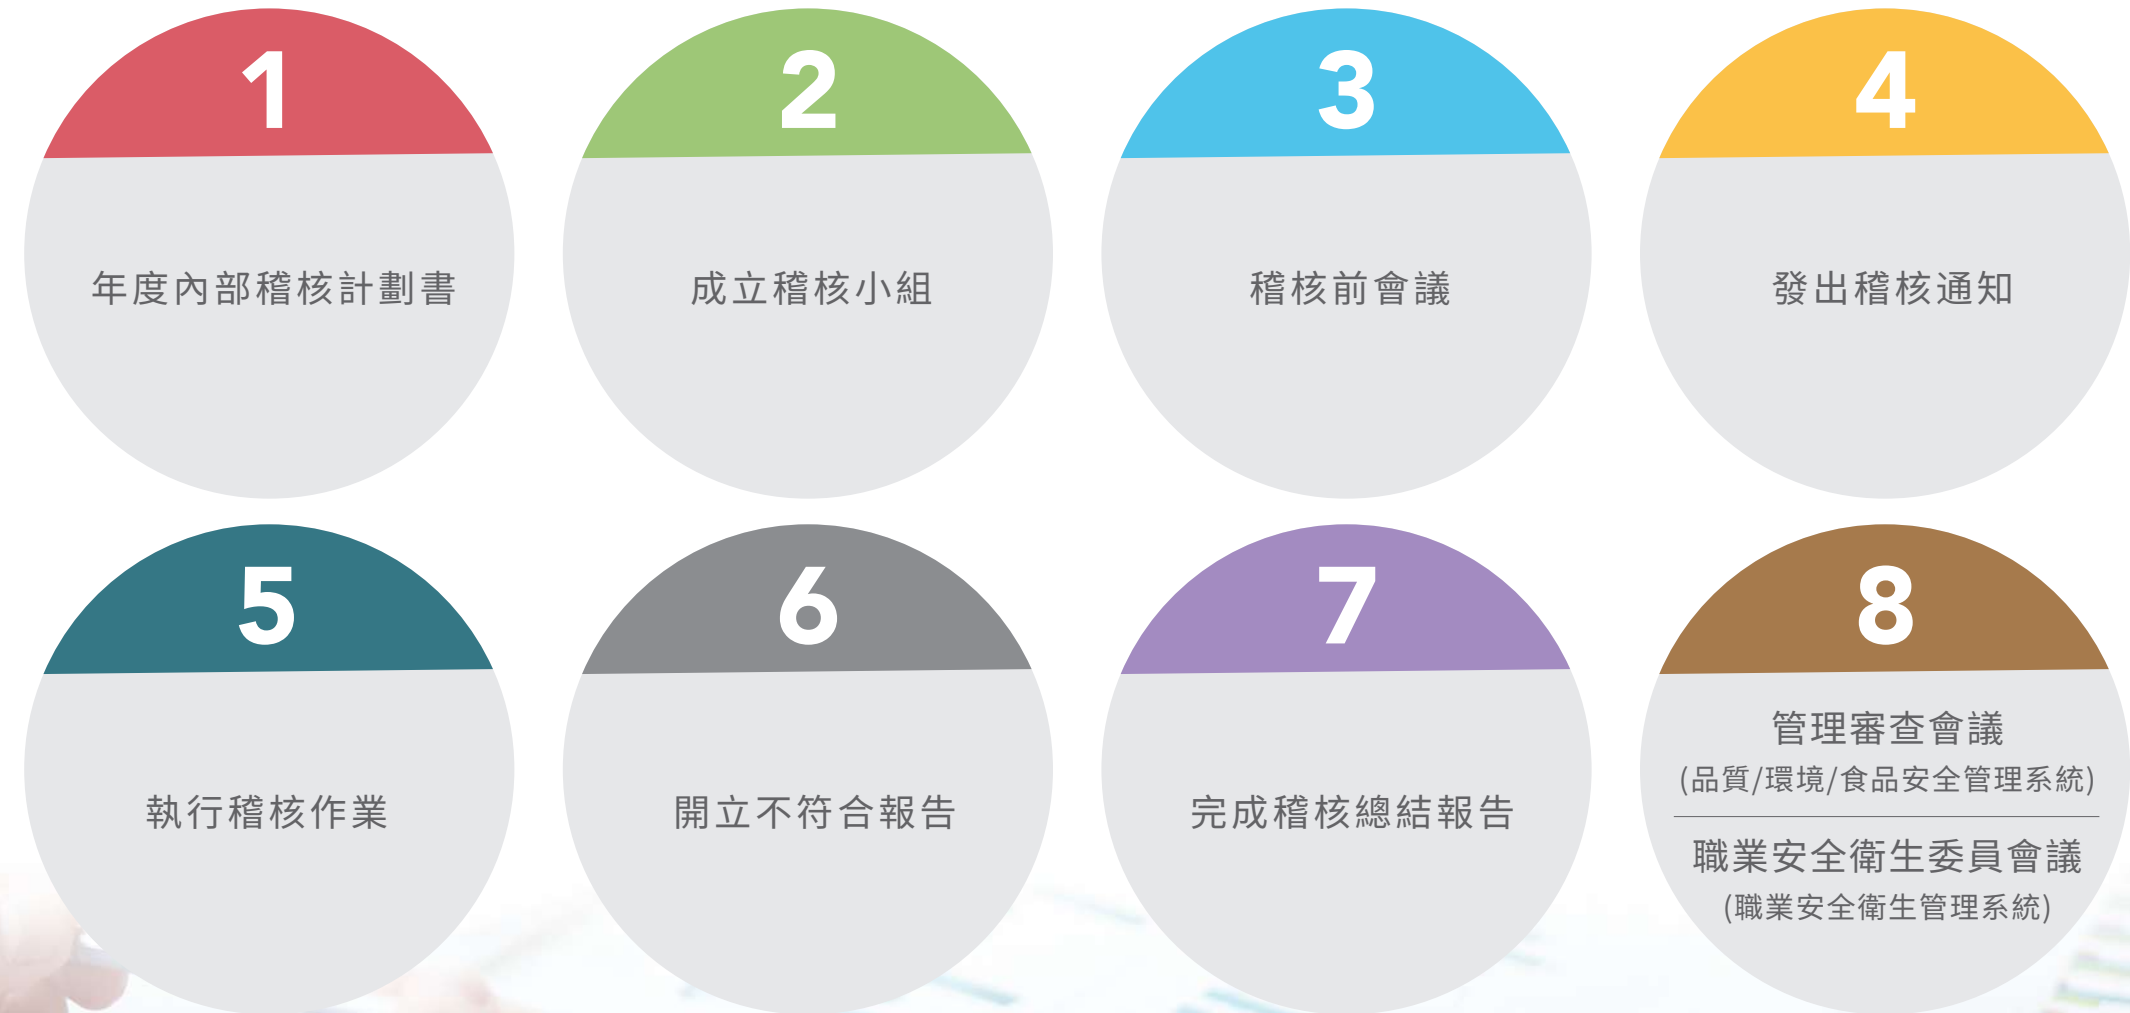 1
年度內部稽核計劃書
2
成立稽核小組
3
稽核前會議
4
發出稽核通知
5
執行稽核作業
6
開立不符合報告
7
完成稽核總結報告
8
管理審查會議
(品質/環境/食品安全管理系統)
職業安全衛生委員會議
(職業安全衛生管理系統)